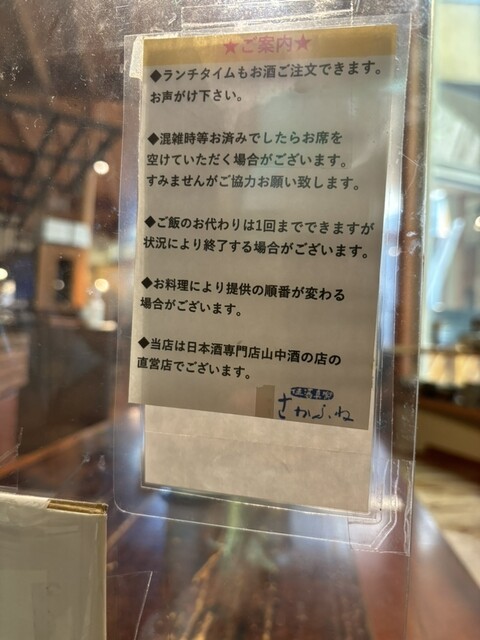 ★ご案内★
◆ランチタイムもお酒ご注文できます。
お声がけ下さい。
◆混雑時等お済みでしたらお席を
空けていただく場合がございます。
すみませんがご協力お願い致します。
◆ご飯のお代わりは1回までできますが
状況により終了する場合がございます。
◆お料理により提供の順番が変わる
場合がございます。
◆当店は日本酒専門店山中酒の店の
直営店でございます。
さかふね